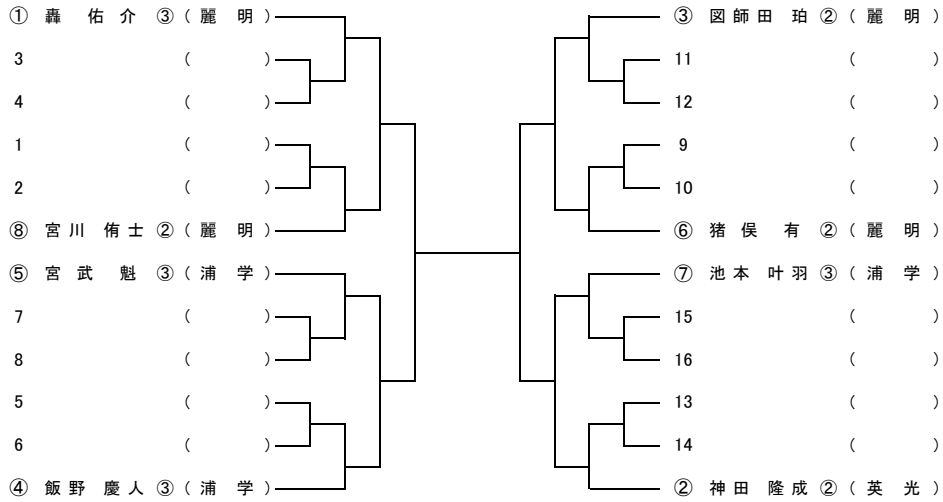 ① 轟 佑 介 ③ ( 麗 明 )
3 ( )
4 ( )
1 ( )
2 ( )
⑧ 宮 川 侑 士 ② ( 麗 明 )
⑤ 宮 武 魁 ③ ( 浦 学 )
7 ( )
8 ( )
5 ( )
6 ( )
④ 飯 野 慶 人 ③ ( 浦 学 )
③ 図 師 田 珀 ② ( 麗 明 )
11 ( )
12 ( )
9 ( )
10 ( )
⑥ 猪 俣 有 ② ( 麗 明 )
⑦ 池 本 叶 羽 ③ ( 浦 学 )
15 ( )
16 ( )
13 ( )
14 ( )
② 神 田 隆 成 ② ( 英 光 )